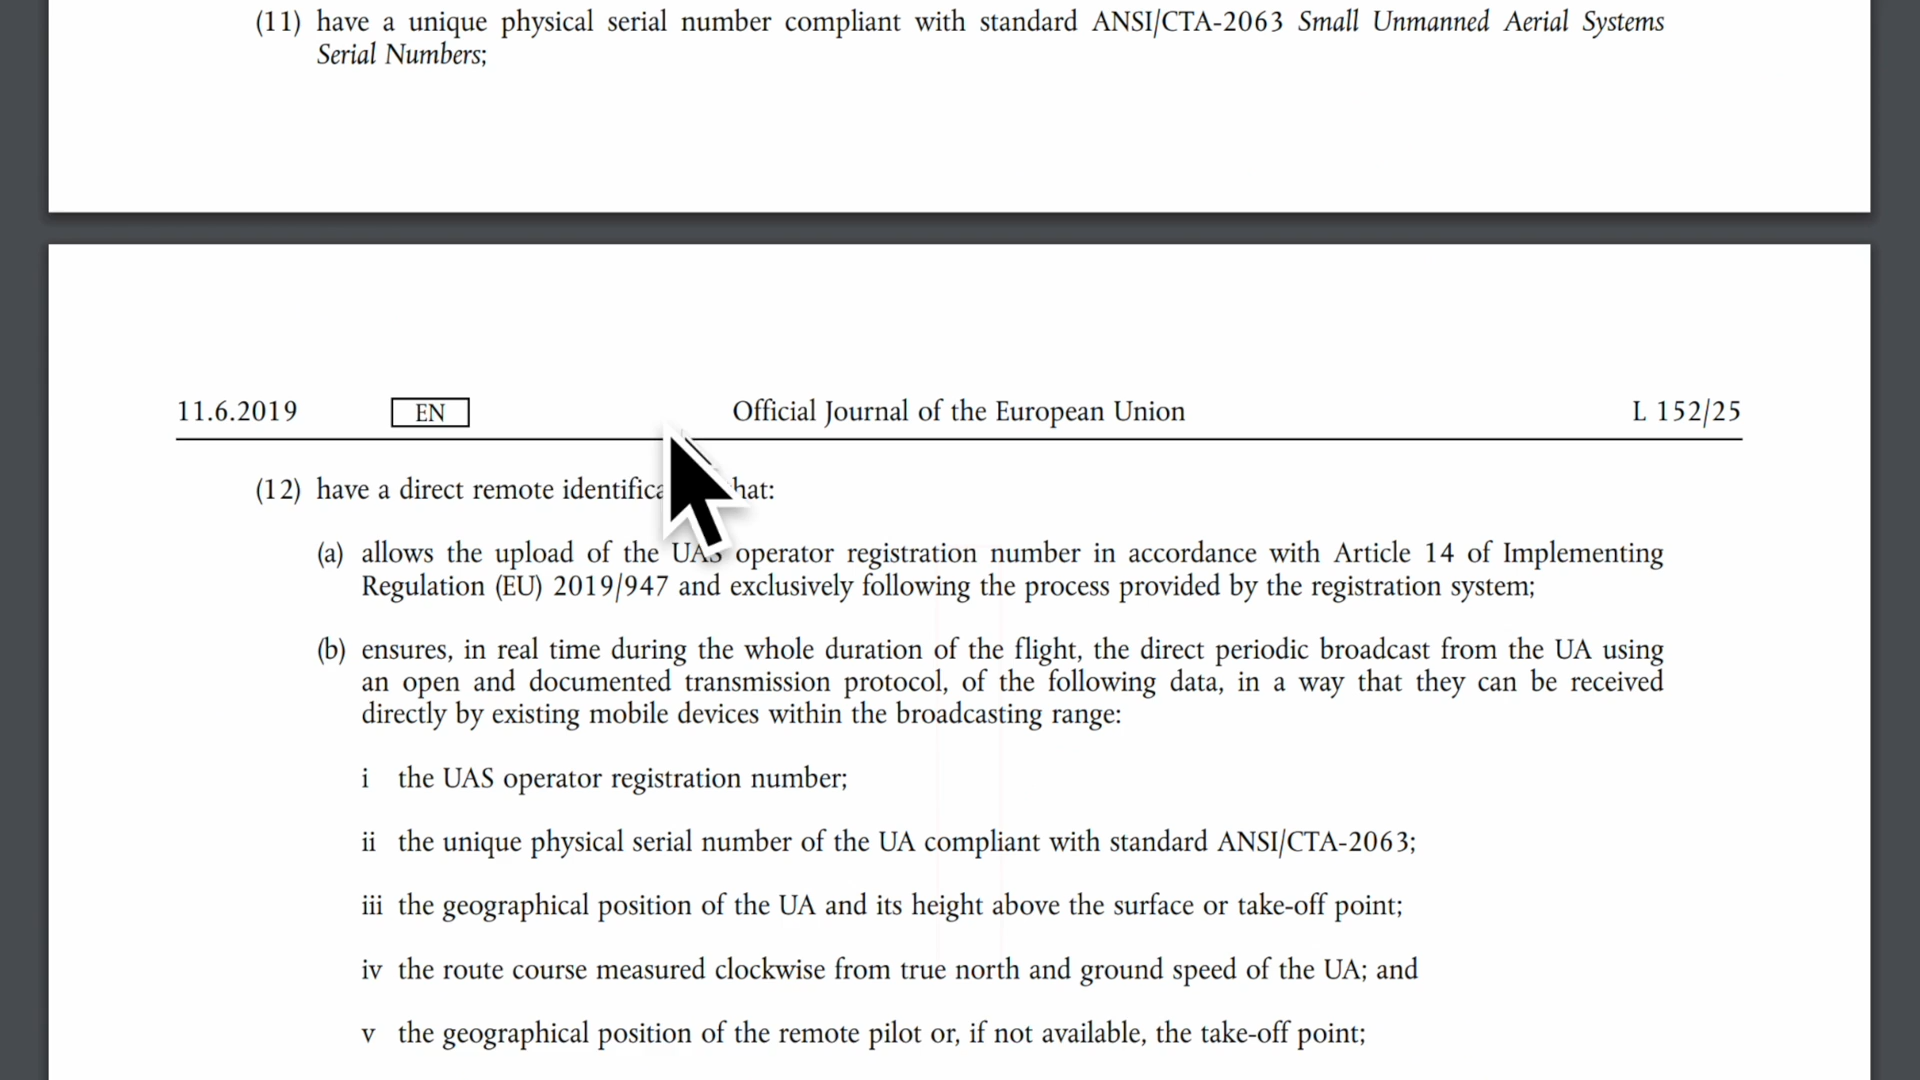 (11) have a unique physical serial number compliant with standard ANSI/CTA-2063 Small Unmanned Aerial Systems
Serial Numbers;
11.6.2019 EN Official Journal of the European Union L 152/25
(12) have a direct remote hat:
(a) allows the upload of the UAS operator registration number in accordance with Article 14 of Implementing
Regulation (EU) 2019/947 and exclusively following the process provided by the registration system;
(b) ensures, in real time during the whole duration of the flight, the direct periodic broadcast from the UA using
an open and documented transmission protocol, of the following data, in a way that they can be received
directly by existing mobile devices within the broadcasting range:
i the UAS operator registration number;
ii the unique physical serial number of the UA compliant with standard ANSI/CTA-2063;
iii the geographical position of the UA and its height above the surface or take-off point;
iv the route course measured clockwise from true north and ground speed of the UA; and
v the geographical position of the remote pilot or, if not available, the take-off point;